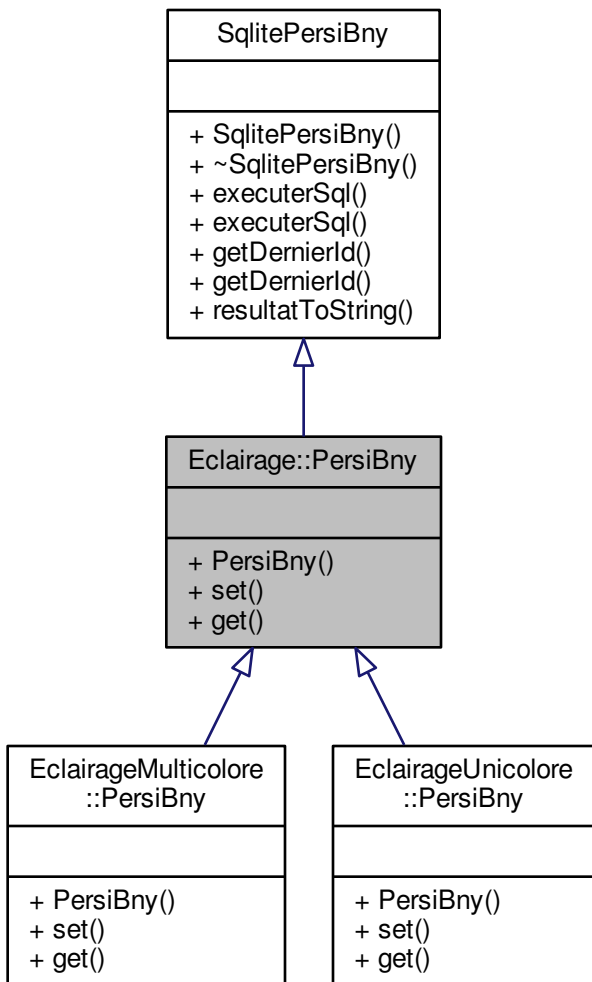 SqlitePersiBny
+ SqlitePersiBny()
+ ~SqlitePersiBny()
+ executerSql()
+ executerSql()
+ getDernierId()
+ getDernierId()
+ resultatToString()
Eclairage::PersiBny
+ PersiBny()
+ set()
+ get()
EclairageMulticolore
::PersiBny
+ PersiBny()
+ set()
+ get()
EclairageUnicolore
::PersiBny
+ PersiBny()
+ set()
+ get()